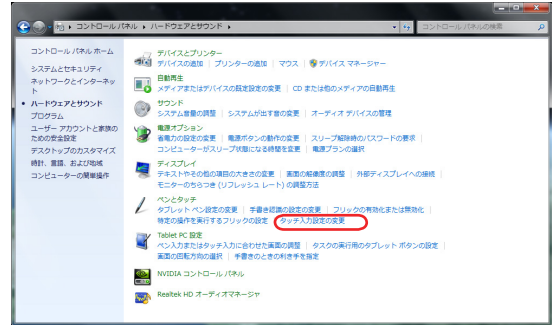 コントロール パネル ▸ ハードウェアとサウンド ▸
コントロール パネルの検索
コントロール パネル ホーム
システムとセキュリティ
ネットワークとインターネッ
ト
ハードウェアとサウンド
プログラム
ユーザー アカウントと家族の
ための安全設定
デスクトップのカスタマイズ
時計、言語、および地域
コンピューターの簡単操作
デバイスとプリンター
デバイスの追加 | プリンターの追加 | マウス | デバイス マネージャー
自動再生
メディアまたはデバイスの既定設定の変更 | CD または他のメディアの自動再生
サウンド
システム音量の調整 | システムが出す音の変更 | オーディオ デバイスの管理
電源オプション
省電力の設定の変更 | 電源ボタンの動作の変更 | スリープ解除時のパスワードの要求
コンピューターがスリープ状態になる時間を変更 | 電源プランの選択
ディスプレイ
テキストやその他の項目の大きさの変更 | 画面の解像度の調整 | 外部ディスプレイへの接続
モニターのちらつき (リフレッシュ レート) の調整方法
ペンとタッチ
タブレット ペン設定の変更 | 手書き認識の設定の変更 | フリックの有効化または無効化
特定の操作を実行するフリックの設定 | タッチ入力設定の変更
Tablet PC 設定
ペン入力またはタッチ入力に合わせた画面の調整 | タスクの実行用のタブレット ボタンの設定
画面の回転方向の選択 | 手書きのときの利き手を指定
NVIDIA コントロール パネル
Realtek HD オーディオマネージャ